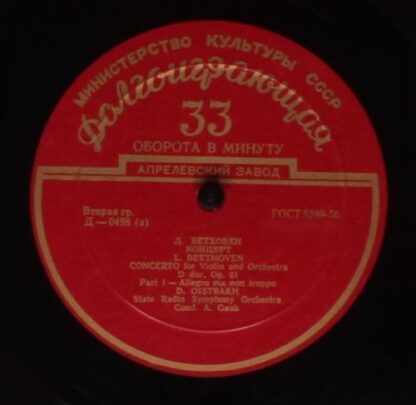 МИНИСТЕРСТВО КУЛЬТУРЫ СССР
Долгоиграющая
33
ОБОРОТА В МИНУТУ
АПРЕЛЕВСКИЙ ЗАВОД
Вторая гр.
Д—0498 (а)
ГОСТ 5249-56
Л. БЕТХОВЕН
КОНЦЕРТ
L. BEETHOVEN
CONCERTO for Violin and Orchestra
D dur, Op. 61
Part I—Allegro ma non troppo
D. OISTRAKH
State Radio Symphony Orchestra
Cond. A. Gauk